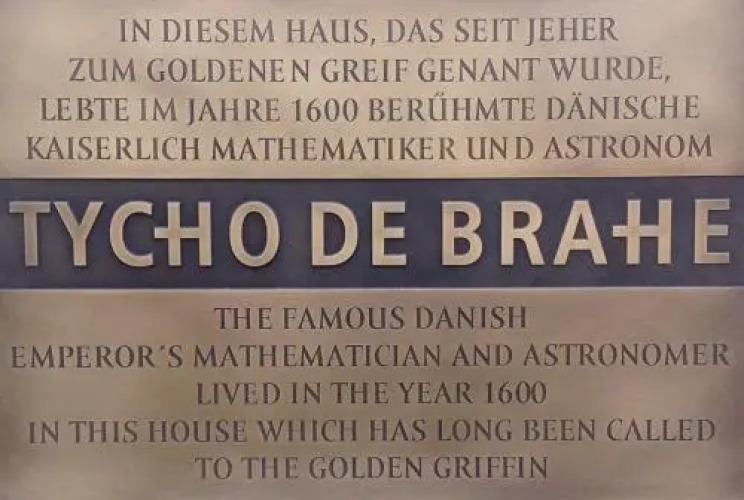 IN DIESEM HAUS, DAS SEIT JEHER
ZUM GOLDENEN GREIF GENANT WURDE,
LEBTE IM JAHRE 1600 BERŰHMTE DÄNISCHE
KAISERLICH MATHEMATIKER UND ASTRONOM
TYCHO DE BRAHE
THE FAMOUS DANISH
EMPEROR´S MATHEMATICIAN AND ASTRONOMER
LIVED IN THE YEAR 1600
IN THIS HOUSE WHICH HAS LONG BEEN CALLED
TO THE GOLDEN GRIFFIN